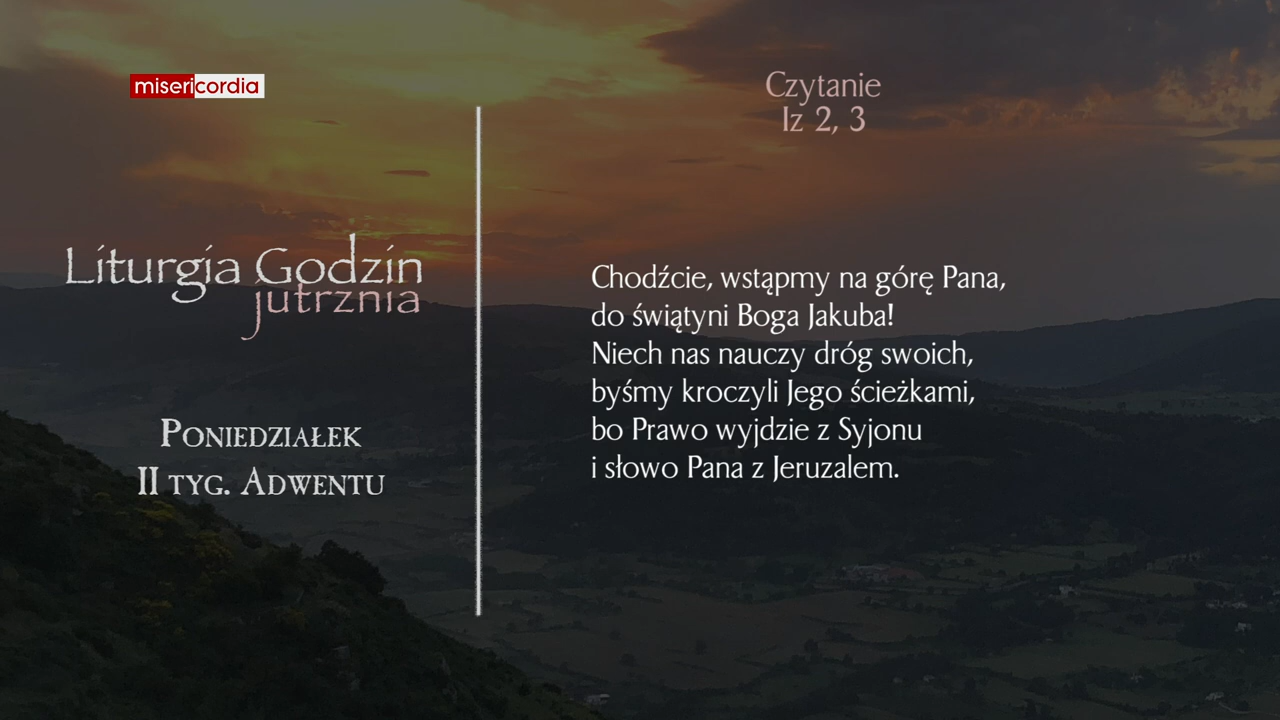 misericordia
Liturgia Godzin
jutrznia
Poniedziałek
II tyg. Adwentu
Czytanie
Iz 2, 3
Chodźcie, wstąpmy na górę Pana,
do świątyni Boga Jakuba!
Niech nas nauczy dróg swoich,
byśmy kroczyli Jego ścieżkami,
bo Prawo wyjdzie z Syjonu
i słowo Pana z Jeruzalem.